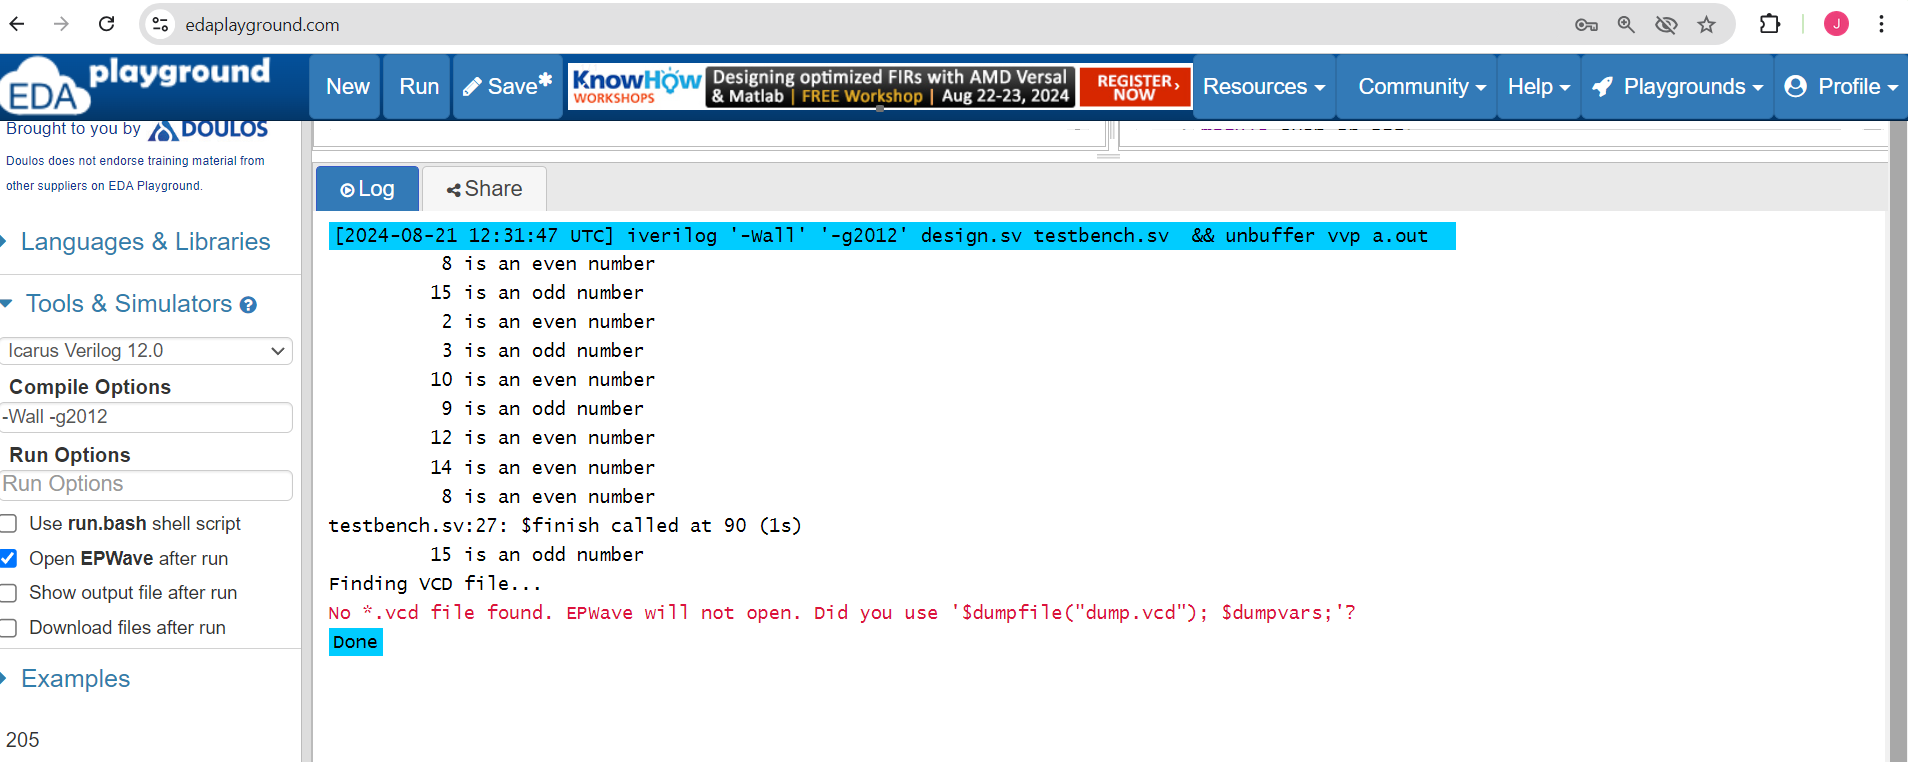 edaplayground.com
J
EDA playground
New
Run
Save*
KnowHow WORKSHOPS
Designing optimized FIRs with AMD Versal
& Matlab | FREE Workshop | Aug 22-23, 2024
REGISTER
NOW
Resources
Community
Help
Playgrounds
Profile
Brought to you by DOULOS
Doulos does not endorse training material from
other suppliers on EDA Playground.
Languages & Libraries
Tools & Simulators
Icarus Verilog 12.0
Compile Options
-Wall -g2012
Run Options
Run Options
Use run.bash shell script
Open EPWave after run
Show output file after run
Download files after run
Examples
205
Log
Share
[2024-08-21 12:31:47 UTC] iverilog '-Wall' '-g2012' design.sv testbench.sv  && unbuffer vvp a.out
8 is an even number
15 is an odd number
2 is an even number
3 is an odd number
10 is an even number
9 is an odd number
12 is an even number
14 is an even number
8 is an even number
testbench.sv:27: $finish called at 90 (1s)
15 is an odd number
Finding VCD file...
No *.vcd file found. EPWave will not open. Did you use '$dumpfile("dump.vcd"); $dumpvars;'?
Done